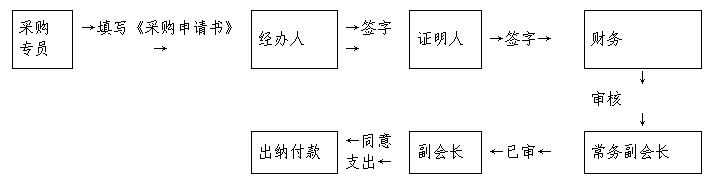 采购
专员
→填写《采购申请书》
→
经办人
→签字
→
证明人
→签字→
财务
↓
审核
↓
常务副会长
←已审←
副会长
←同意
支出←
出纳付款